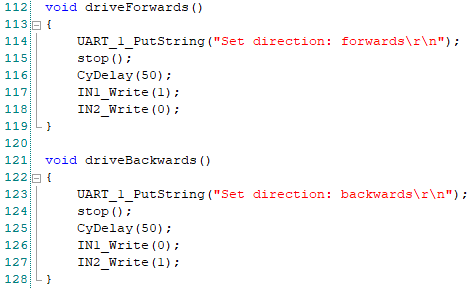 112 void driveForwards()
113 {
114     UART_1_PutString("Set direction: forwards\r\n");
115     stop();
116     CyDelay(50);
117     IN1_Write(1);
118     IN2_Write(0);
119 }
120
121 void driveBackwards()
122 {
123     UART_1_PutString("Set direction: backwards\r\n");
124     stop();
125     CyDelay(50);
126     IN1_Write(0);
127     IN2_Write(1);
128 }